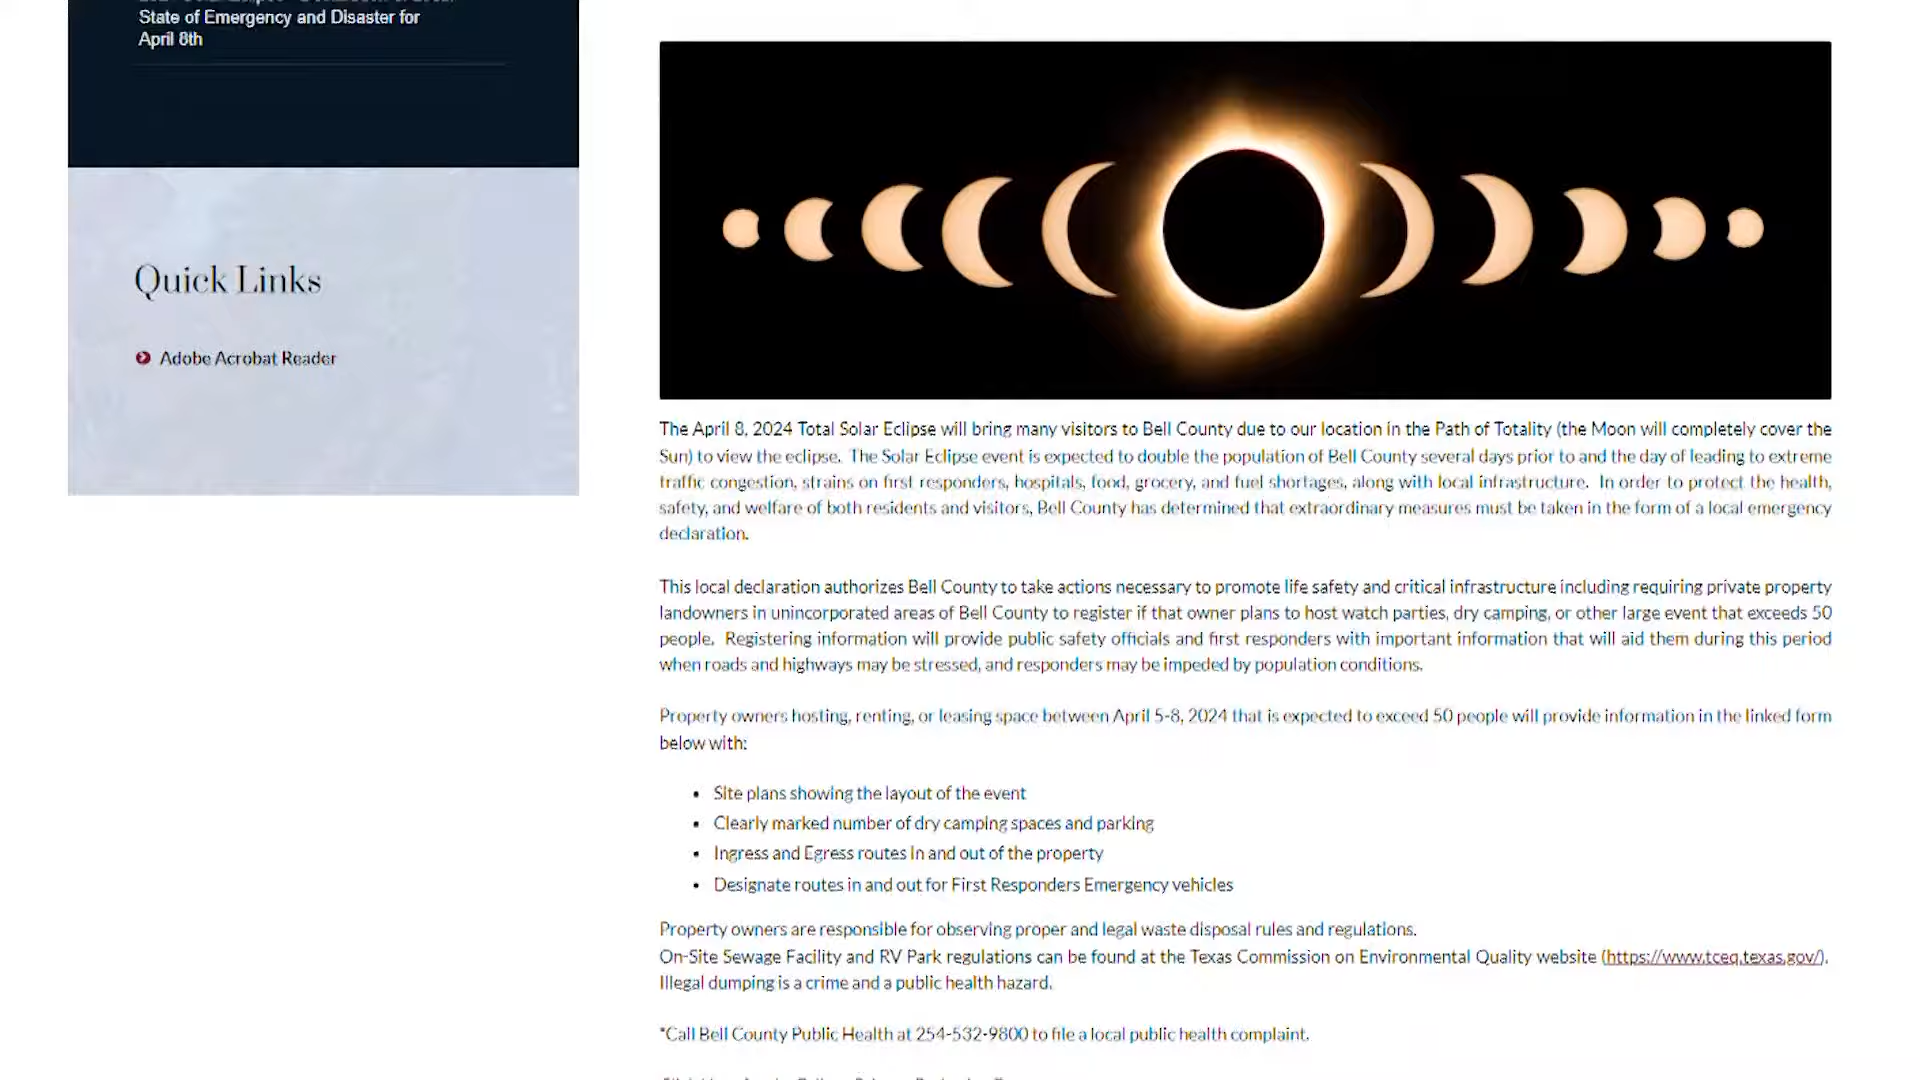 State of Emergency and Disaster for
April 8th
Quick Links
Adobe Acrobat Reader
The April 8, 2024 Total Solar Eclipse will bring many visitors to Bell County due to our location in the Path of Totality (the Moon will completely cover the
Sun) to view the eclipse. The Solar Eclipse event is expected to double the population of Bell County several days prior to and the day of leading to extreme
traffic congestion, strains on first responders, hospitals, food, grocery, and fuel shortages, along with local infrastructure. In order to protect the health,
safety, and welfare of both residents and visitors, Bell County has determined that extraordinary measures must be taken in the form of a local emergency
declaration.
This local declaration authorizes Bell County to take actions necessary to promote life safety and critical infrastructure including requiring private property
landowners in unincorporated areas of Bell County to register if that owner plans to host watch parties, dry camping, or other large event that exceeds 50
people. Registering information will provide public safety officials and first responders with important information that will aid them during this period
when roads and highways may be stressed, and responders may be impeded by population conditions.
Property owners hosting, renting, or leasing space between April 5-8, 2024 that is expected to exceed 50 people will provide information in the linked form
below with:
• Site plans showing the layout of the event
• Clearly marked number of dry camping spaces and parking
• Ingress and Egress routes in and out of the property
• Designate routes in and out for First Responders Emergency vehicles
Property owners are responsible for observing proper and legal waste disposal rules and regulations.
On-Site Sewage Facility and RV Park regulations can be found at the Texas Commission on Environmental Quality website (https://www.tceq.texas.gov/).
Illegal dumping is a crime and a public health hazard.
*Call Bell County Public Health at 254-532-9800 to file a local public health complaint.